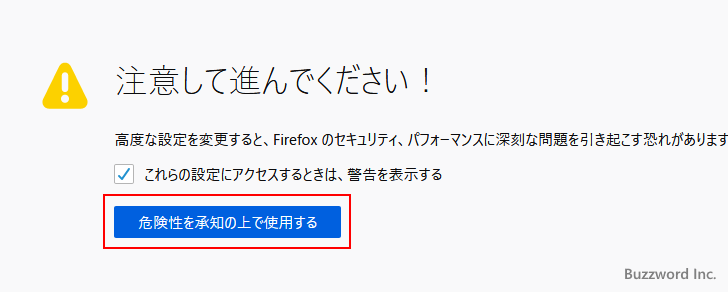 注意して進んでください！
高度な設定を変更すると、Firefox のセキュリティ、パフォーマンスに深刻な問題を引き起こす恐れがあります
これらの設定にアクセスするときは、警告を表示する
危険性を承知の上で使用する
Buzzword Inc.